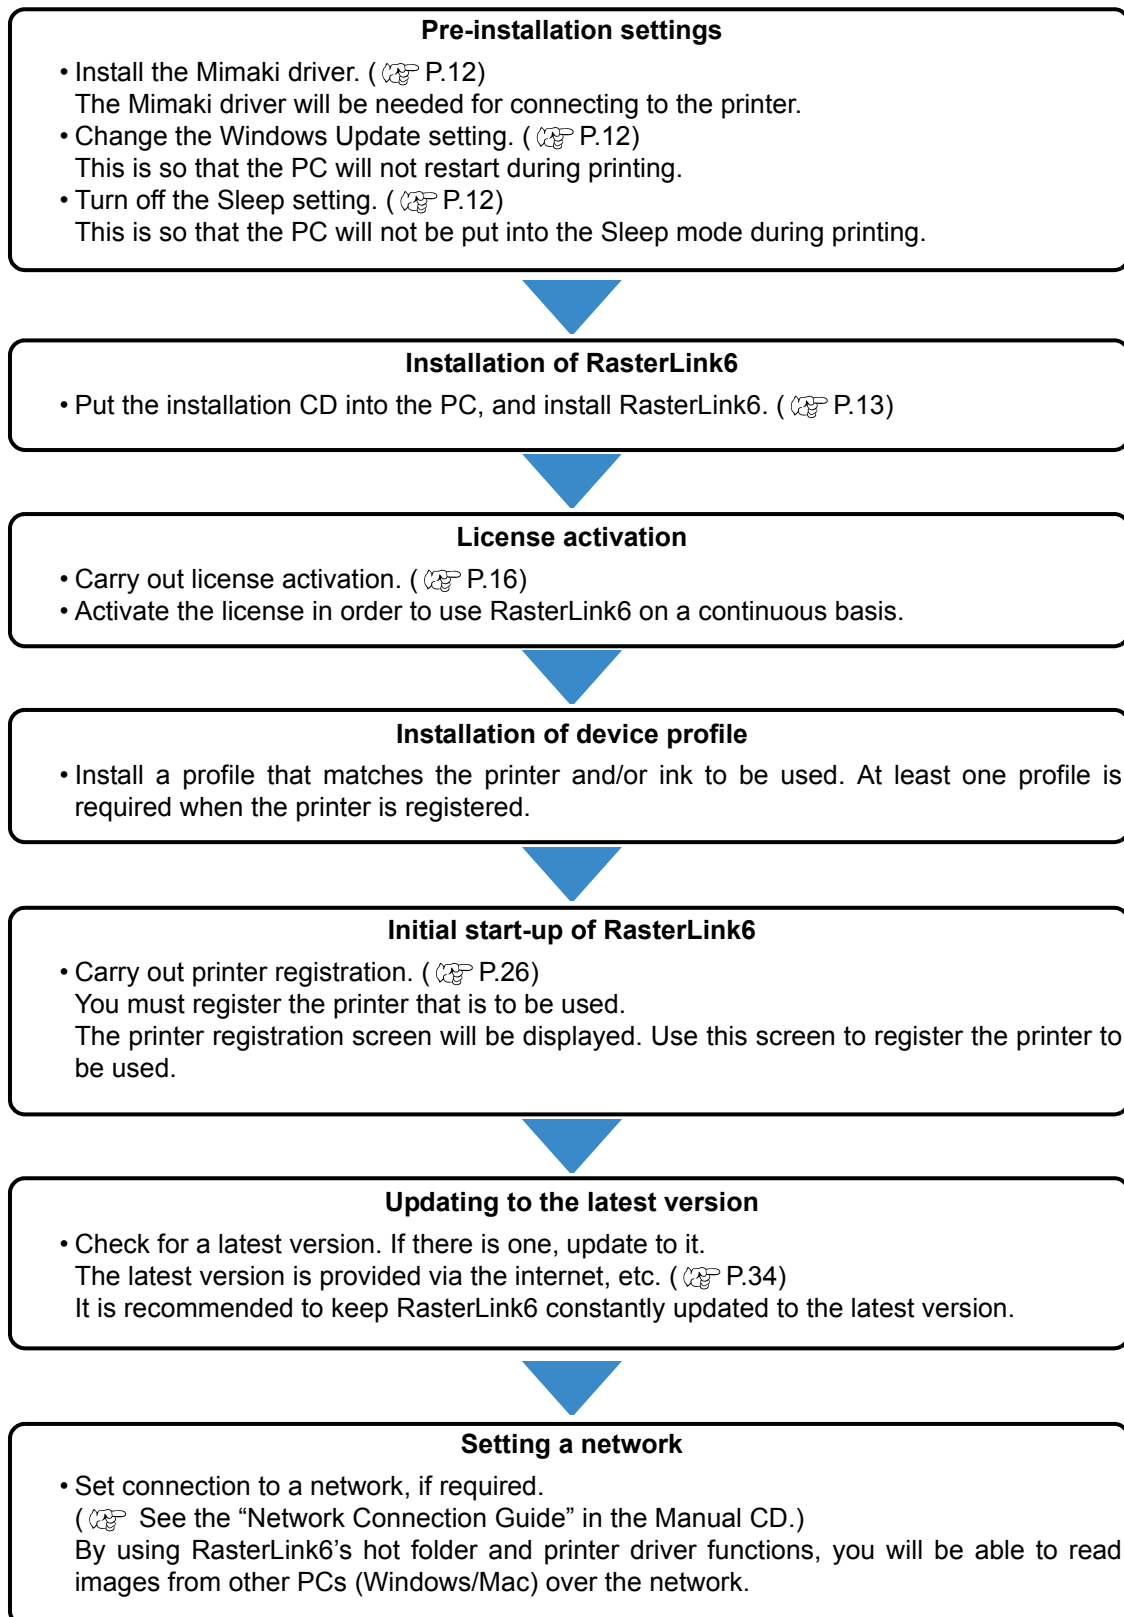 Pre-installation settings
• Install the Mimaki driver. ( P.12)
The Mimaki driver will be needed for connecting to the printer.
• Change the Windows Update setting. ( P.12)
This is so that the PC will not restart during printing.
• Turn off the Sleep setting. ( P.12)
This is so that the PC will not be put into the Sleep mode during printing.
Installation of RasterLink6
• Put the installation CD into the PC, and install RasterLink6. ( P.13)
License activation
• Carry out license activation. ( P.16)
• Activate the license in order to use RasterLink6 on a continuous basis.
Installation of device profile
• Install a profile that matches the printer and/or ink to be used. At least one profile is
required when the printer is registered.
Initial start-up of RasterLink6
• Carry out printer registration. ( P.26)
You must register the printer that is to be used.
The printer registration screen will be displayed. Use this screen to register the printer to
be used.
Updating to the latest version
• Check for a latest version. If there is one, update to it.
The latest version is provided via the internet, etc. ( P.34)
It is recommended to keep RasterLink6 constantly updated to the latest version.
Setting a network
• Set connection to a network, if required.
( See the “Network Connection Guide” in the Manual CD.)
By using RasterLink6’s hot folder and printer driver functions, you will be able to read
images from other PCs (Windows/Mac) over the network.